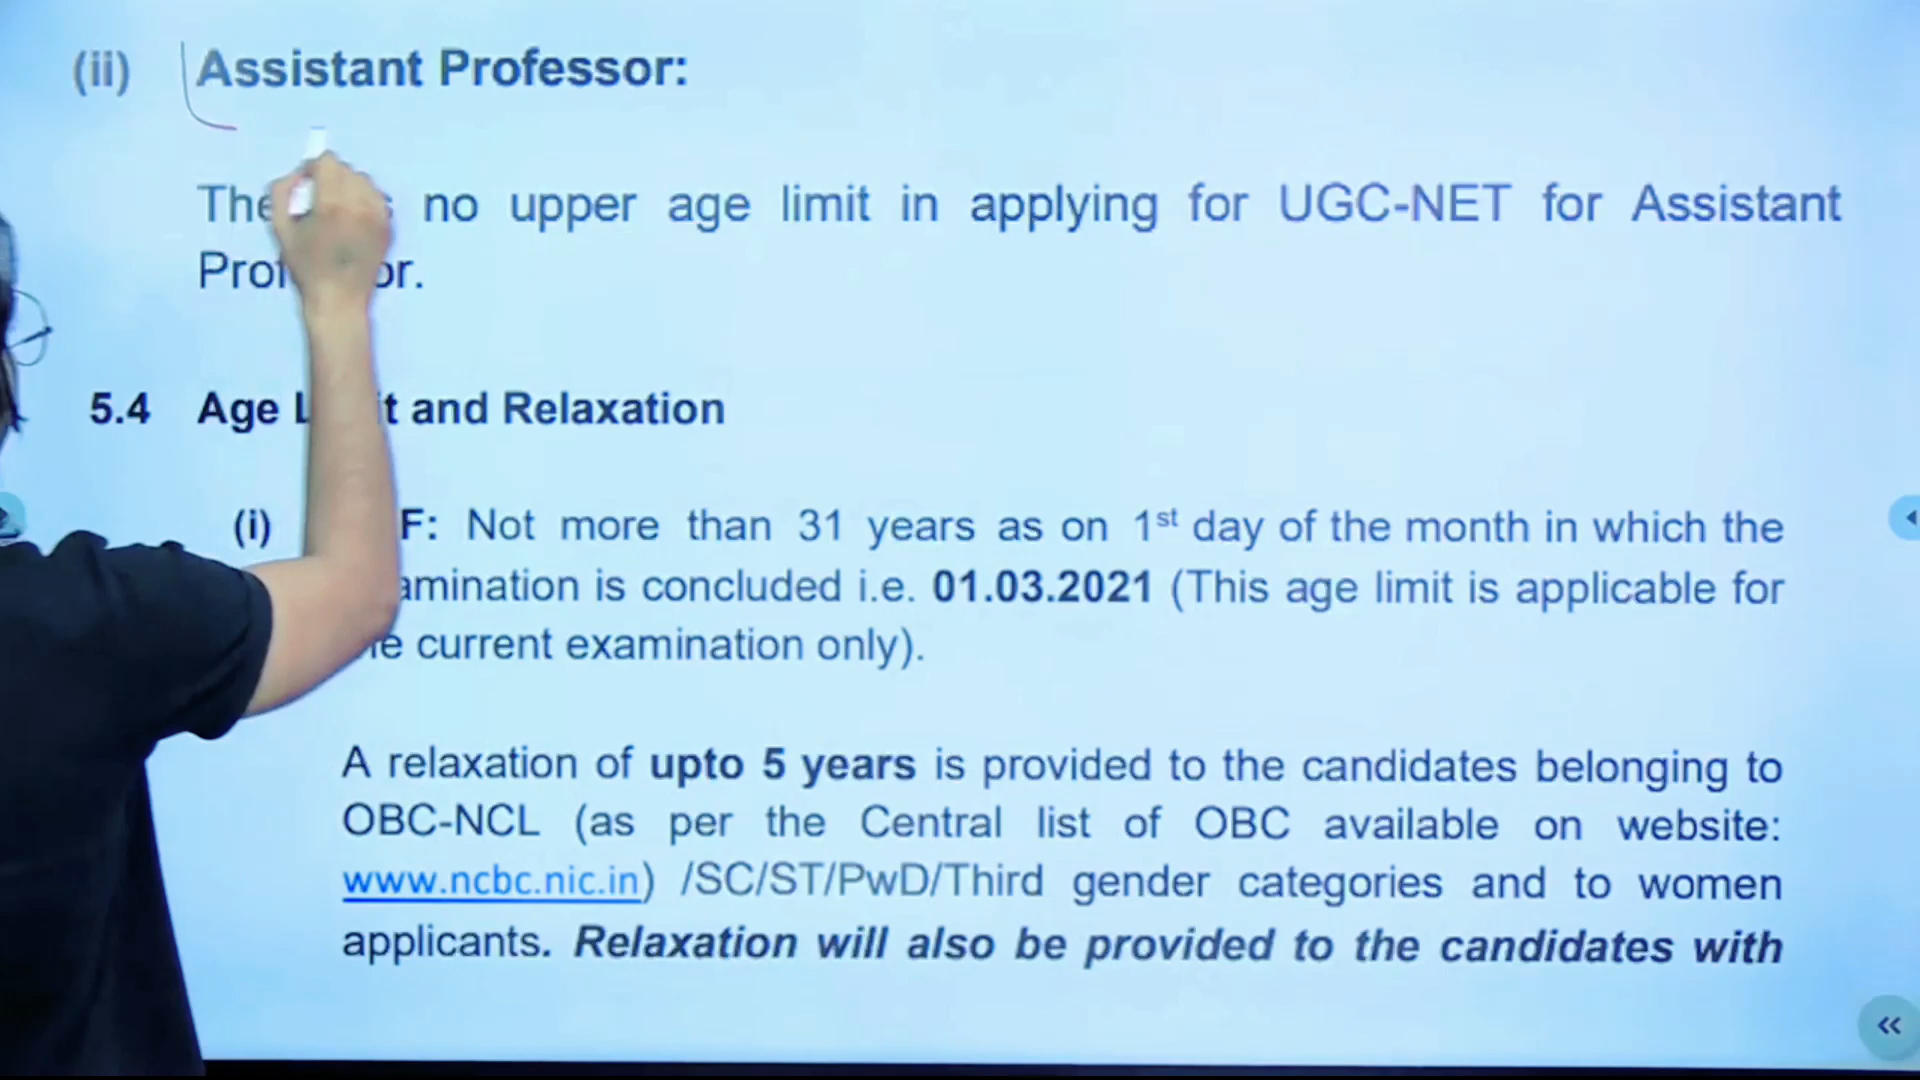 (ii) Assistant Professor:
no upper age limit in applying for UGC-NET for Assistant
5.4 Age and Relaxation
(i) Not more than 31 years as on 1st day of the month in which the
is concluded i.e. 01.03.2021 (This age limit is applicable for
current examination only).
A relaxation of upto 5 years is provided to the candidates belonging to
OBC-NCL (as per the Central list of OBC available on website:
www.ncbc.nic.in) /SC/ST/PwD/Third gender categories and to women
applicants. Relaxation will also be provided to the candidates with